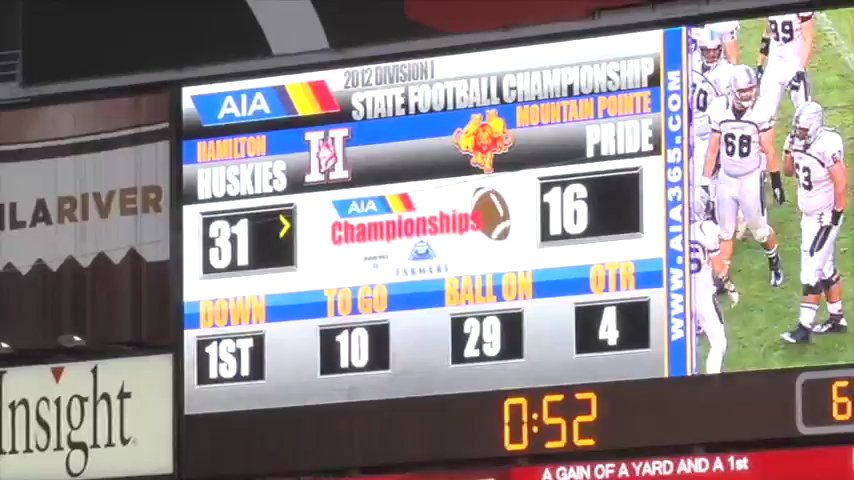 2012 DIVISION I
AIA
STATE FOOTBALL CHAMPIONSHIP
HAMILTON
HUSKIES
H
MOUNTAIN POINTE
PRIDE
31
AIA
Championships
FARMERS
16
DOWN
TO GO
BALL ON
QTR
1ST
10
29
4
WWW.AIA365.COM
99
68
63
ILARIVER
Insight.
0:52
6
A GAIN OF A YARD AND A 1st